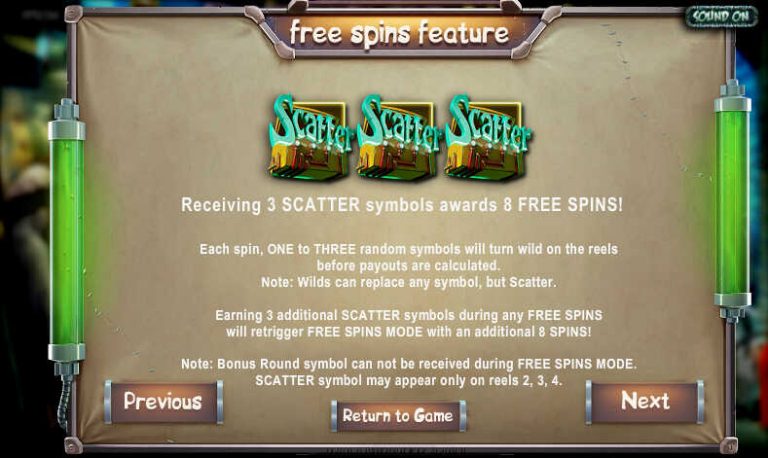 free spins feature
SOUND ON
Scatter Scatter Scatter
Receiving 3 SCATTER symbols awards 8 FREE SPINS!
Each spin, ONE to THREE random symbols will turn wild on the reels
before payouts are calculated.
Note: Wilds can replace any symbol, but Scatter.
Earning 3 additional SCATTER symbols during any FREE SPINS
will retrigger FREE SPINS MODE with an additional 8 SPINS!
Note: Bonus Round symbol can not be received during FREE SPINS MODE.
SCATTER symbol may appear only on reels 2, 3, 4.
Previous
Return to Game
Next